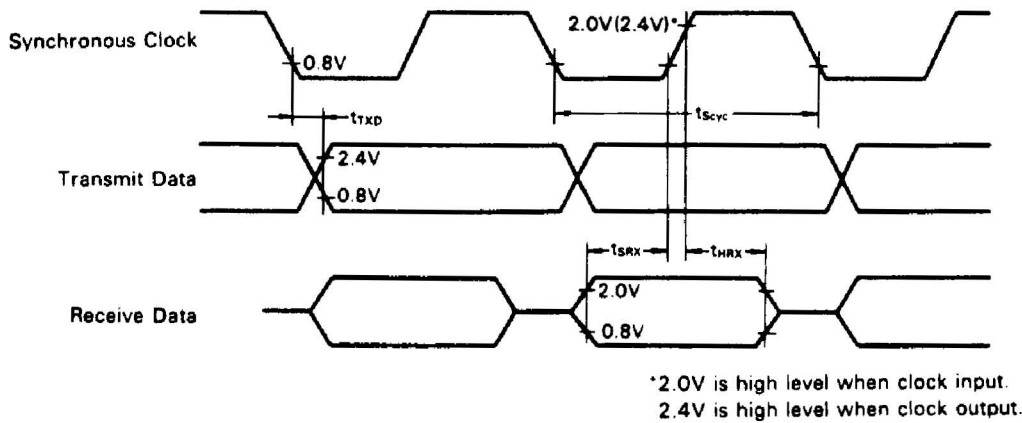 Synchronous Clock
2.0V(2.4V)*
0.8V
tTXD
tScyc
Transmit Data
2.4V
0.8V
tSRX
tHRX
Receive Data
2.0V
0.8V
*2.0V is high level when clock input.
2.4V is high level when clock output.